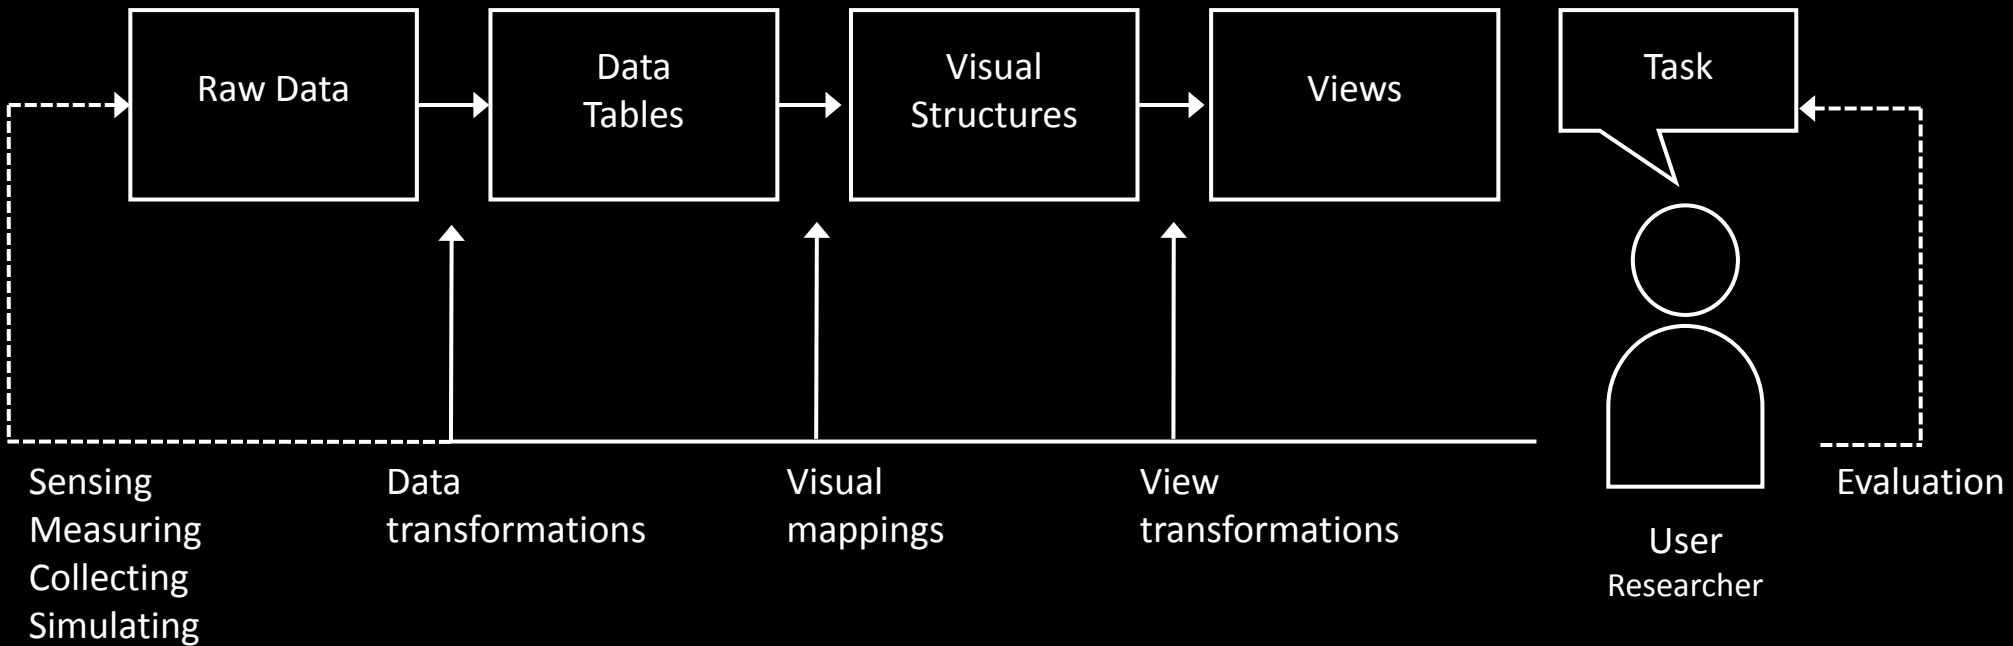 Raw Data
Data
Tables
Visual
Structures
Views
Task
Sensing
Measuring
Collecting
Simulating
Data
transformations
Visual
mappings
View
transformations
User
Researcher
Evaluation